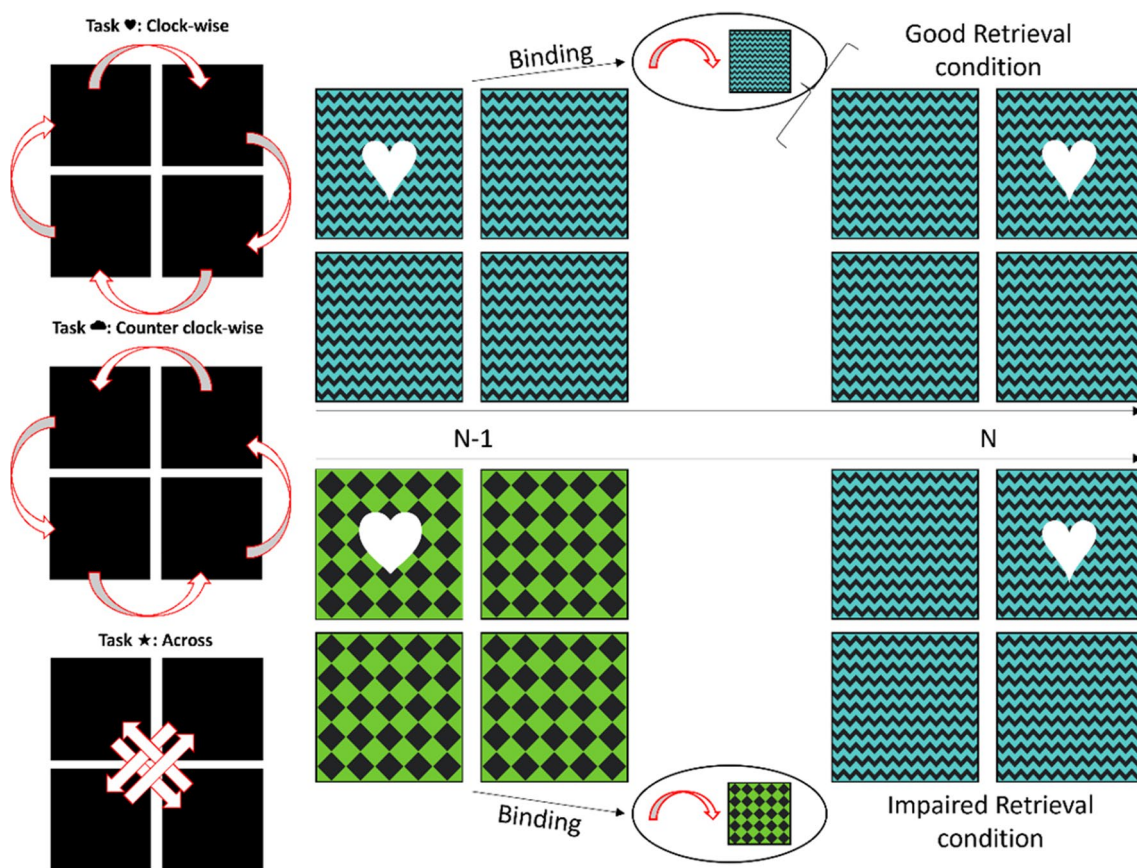 Task ♥: Clock-wise
Task ☁: Counter clock-wise
Task ★: Across
Binding
Good Retrieval
condition
N-1
N
Binding
Impaired Retrieval
condition